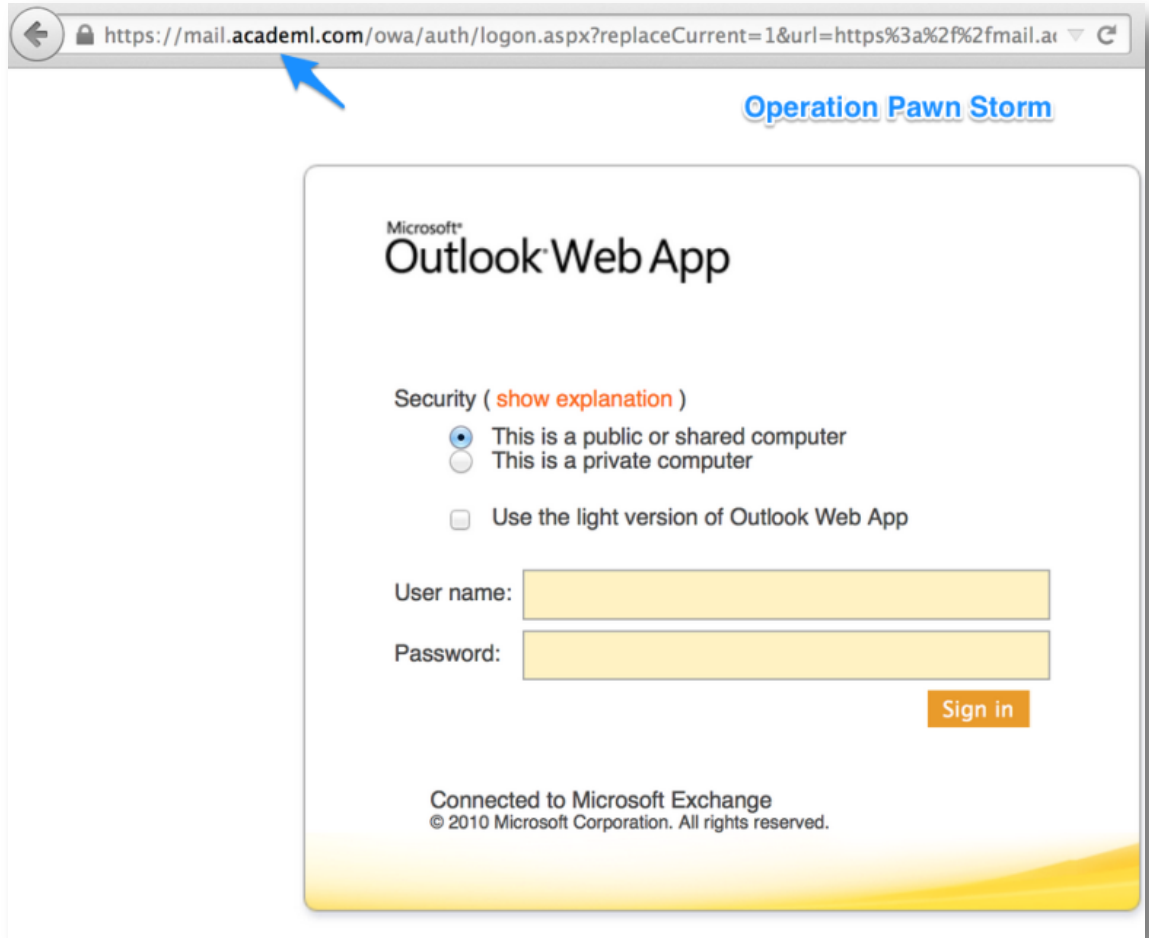 https://mail.academl.com/owa/auth/logon.aspx?replaceCurrent=1&url=https%3a%2f%2fmail.a
Operation Pawn Storm
Microsoft®
Outlook Web App
Security ( show explanation )
This is a public or shared computer
This is a private computer
Use the light version of Outlook Web App
User name:
Password:
Sign in
Connected to Microsoft Exchange
© 2010 Microsoft Corporation. All rights reserved.